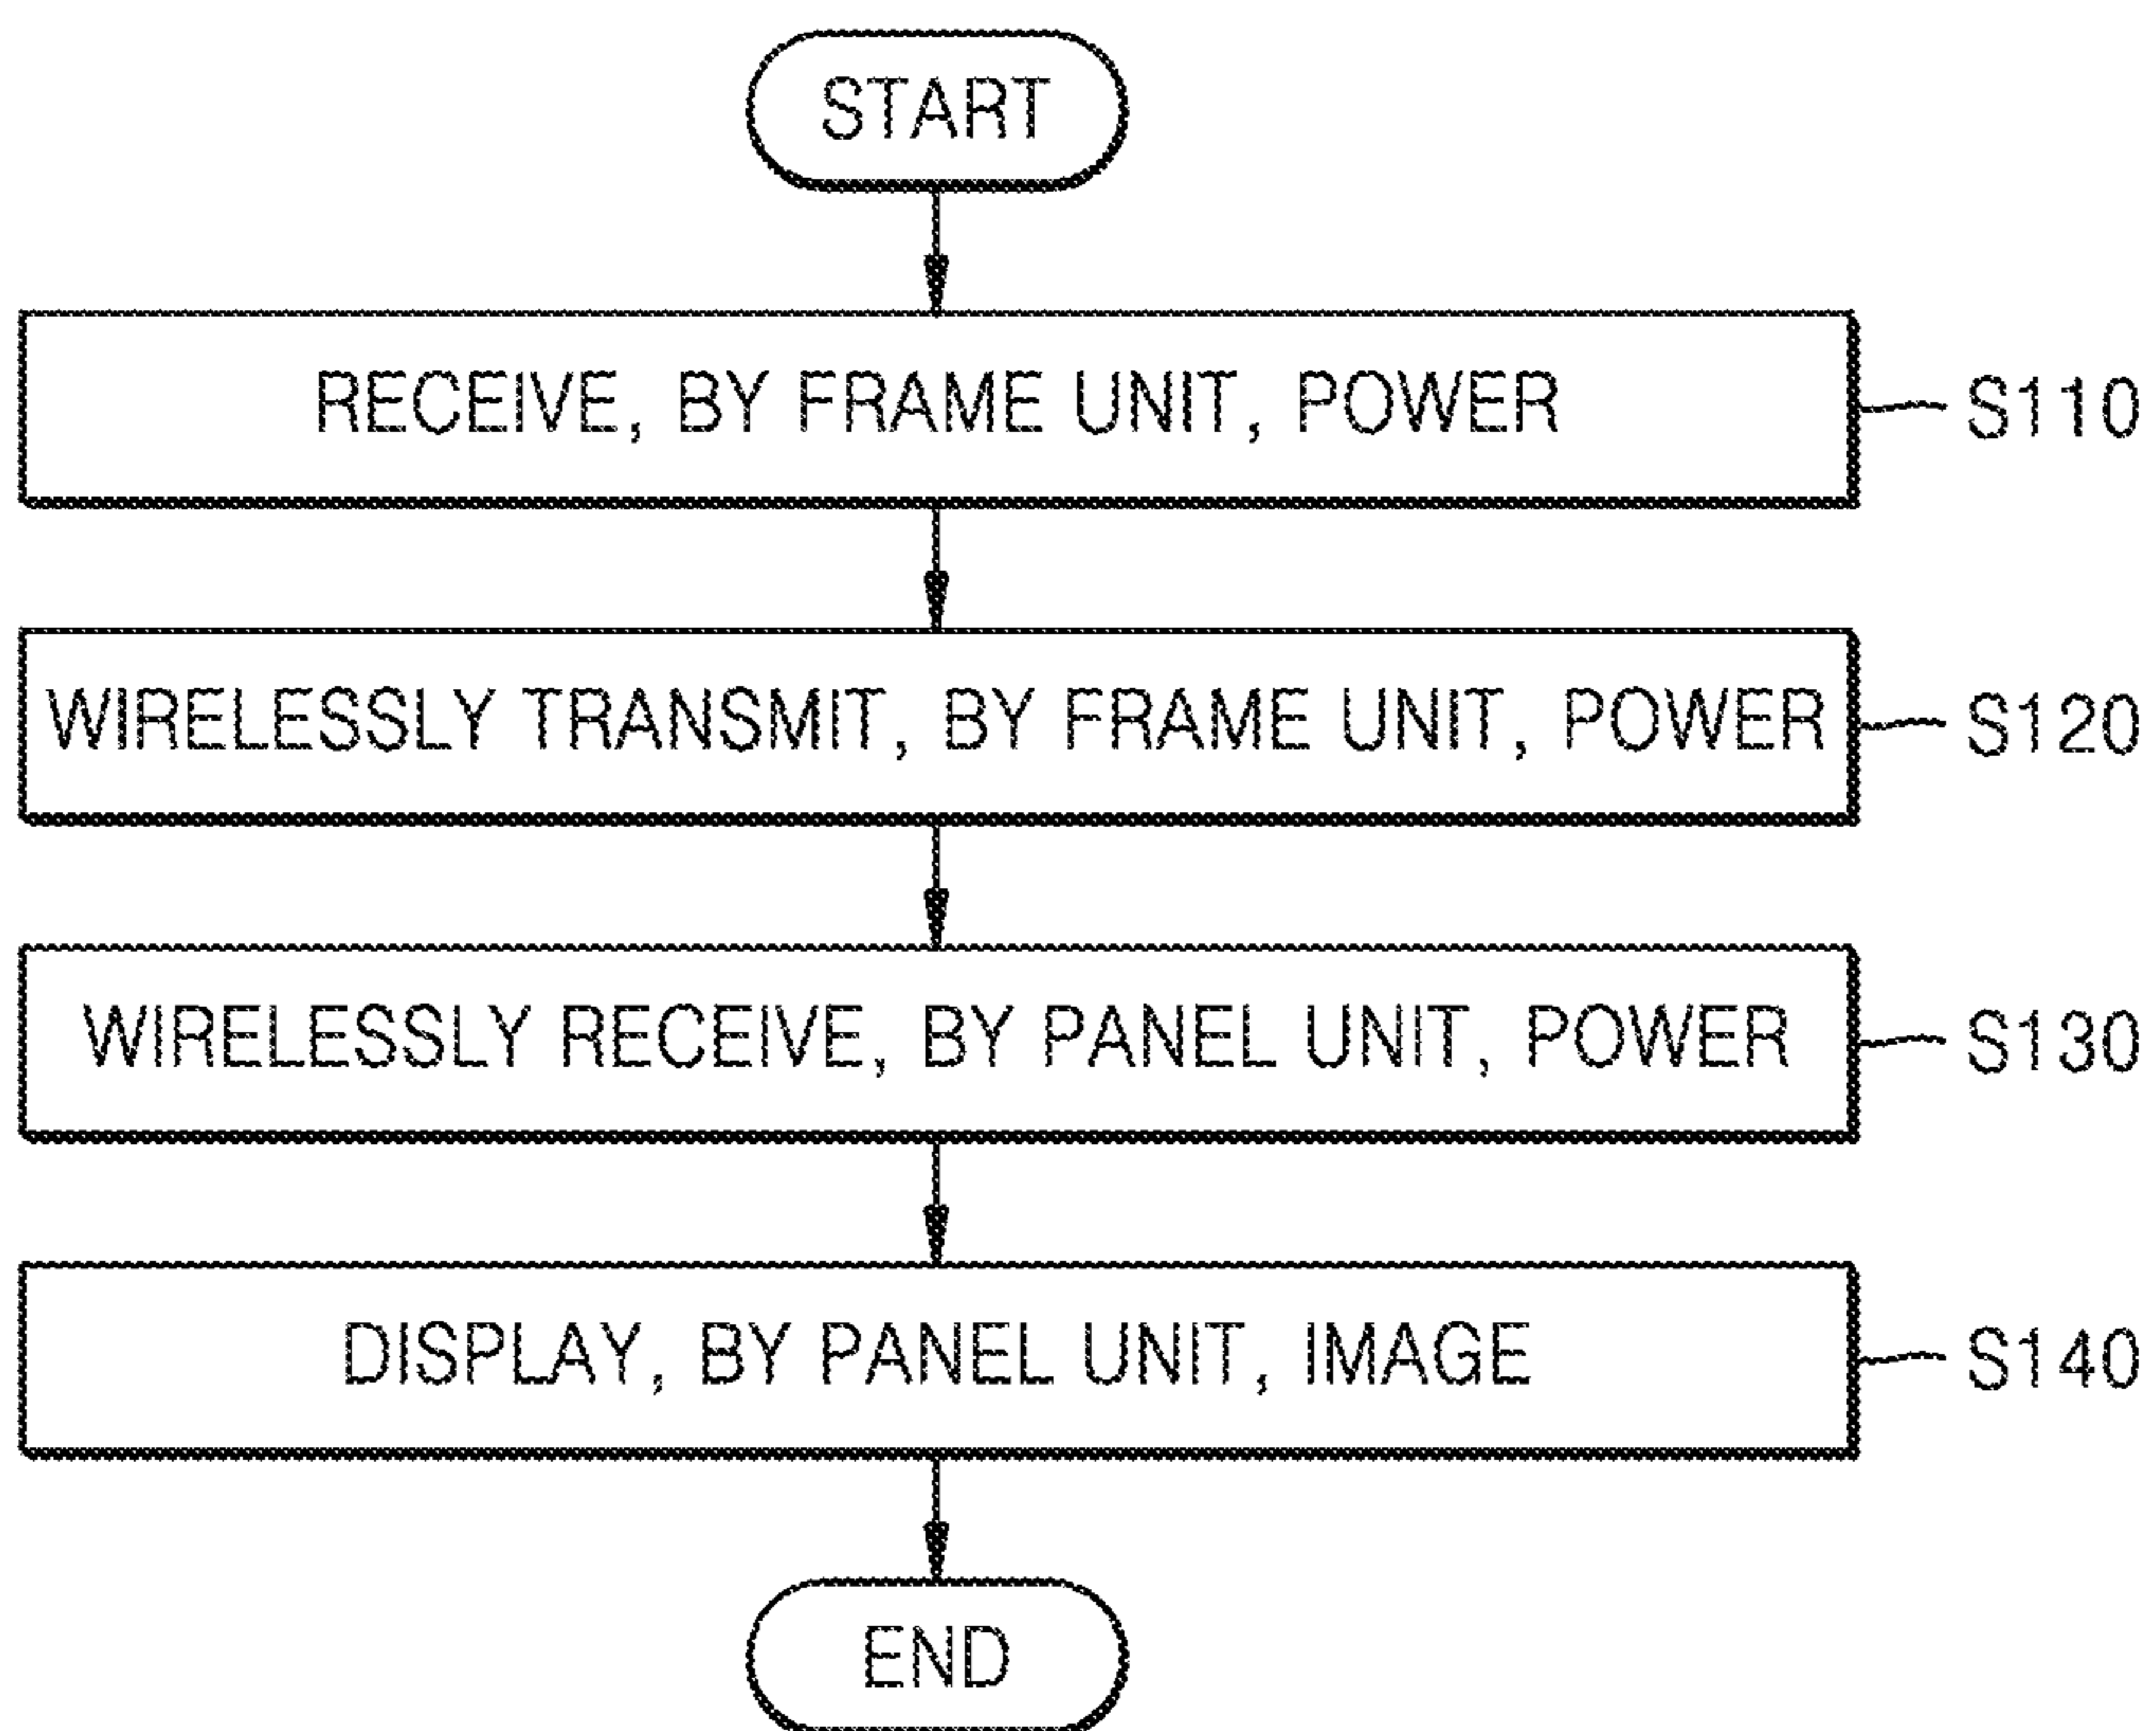 START
RECEIVE, BY FRAME UNIT, POWER
S110
WIRELESSLY TRANSMIT, BY FRAME UNIT, POWER
S120
WIRELESSLY RECEIVE, BY PANEL UNIT, POWER
S130
DISPLAY, BY PANEL UNIT, IMAGE
S140
END